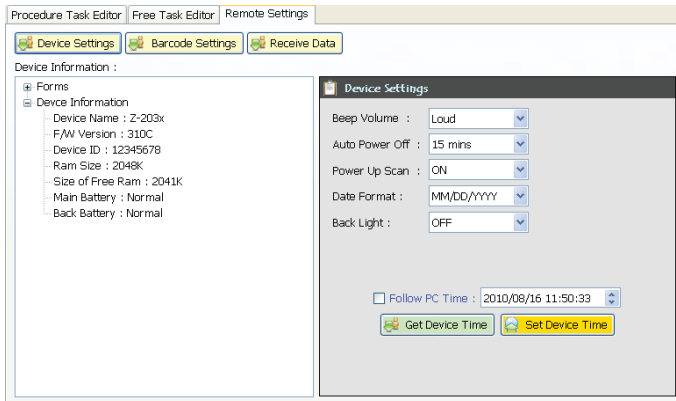 Procedure Task Editor Free Task Editor Remote Settings
Device Settings Barcode Settings Receive Data
Device Information :
Forms
Devce Information
Device Name : Z-203x
F/W Version : 310C
Device ID : 12345678
Ram Size : 2048K
Size of Free Ram : 2041K
Main Battery : Normal
Back Battery : Normal
Device Settings
Beep Volume : Loud
Auto Power Off : 15 mins
Power Up Scan : ON
Date Format : MM/DD/YYYY
Back Light : OFF
Follow PC Time : 2010/08/16 11:50:33
Get Device Time Set Device Time